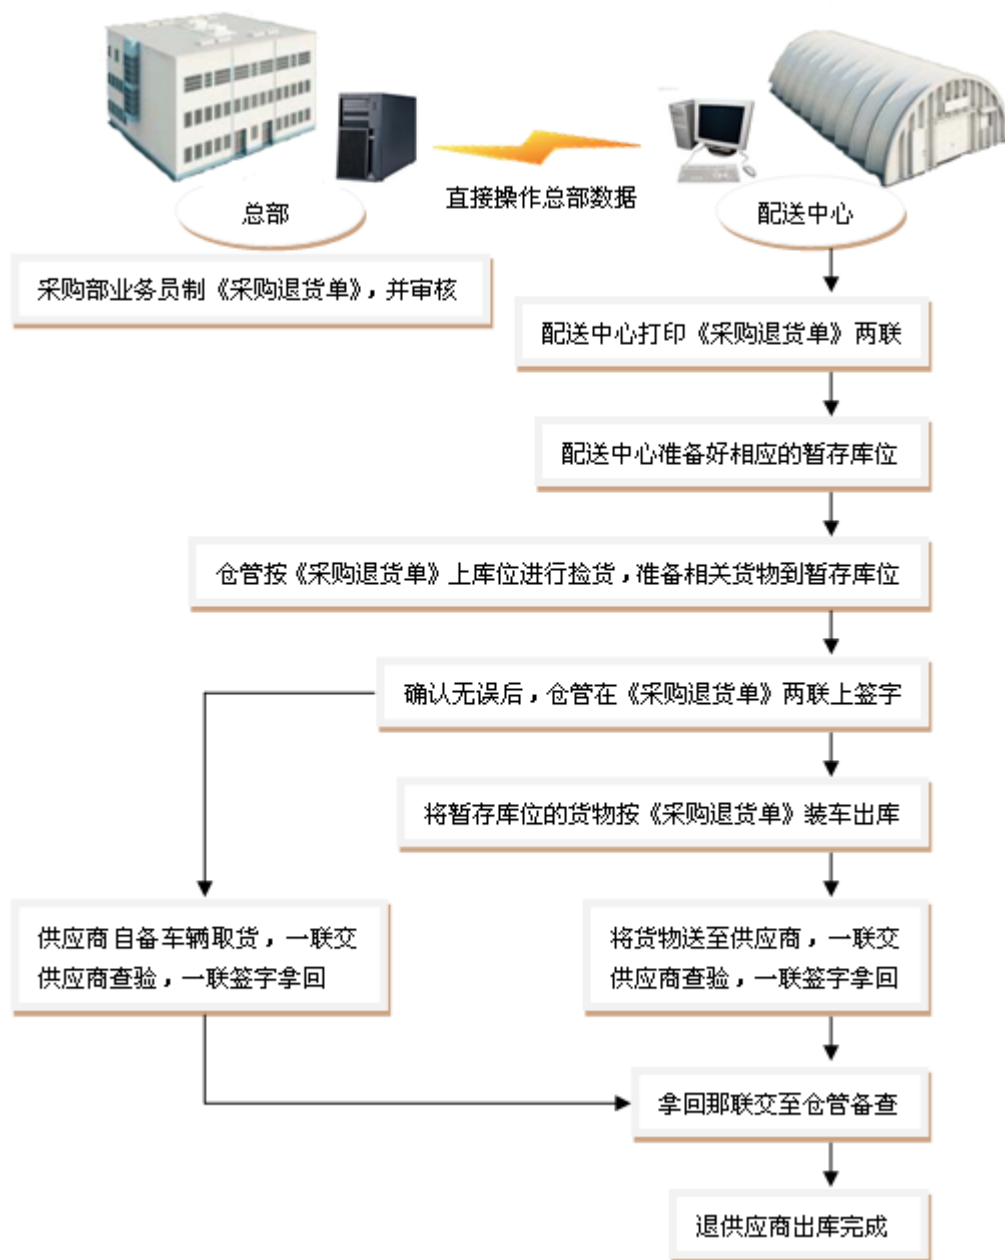 直接操作总部数据
总部
配送中心
采购部业务员制《采购退货单》，并审核
配送中心打印《采购退货单》两联
配送中心准备好相应的暂存库位
仓管按《采购退货单》上库位进行捡货，准备相关货物到暂存库位
确认无误后，仓管在《采购退货单》两联上签字
将暂存库位的货物按《采购退货单》装车出库
供应商自备车辆取货，一联交
供应商查验，一联签字拿回
将货物送至供应商，一联交
供应商查验，一联签字拿回
拿回那联交至仓管备查
退供应商出库完成